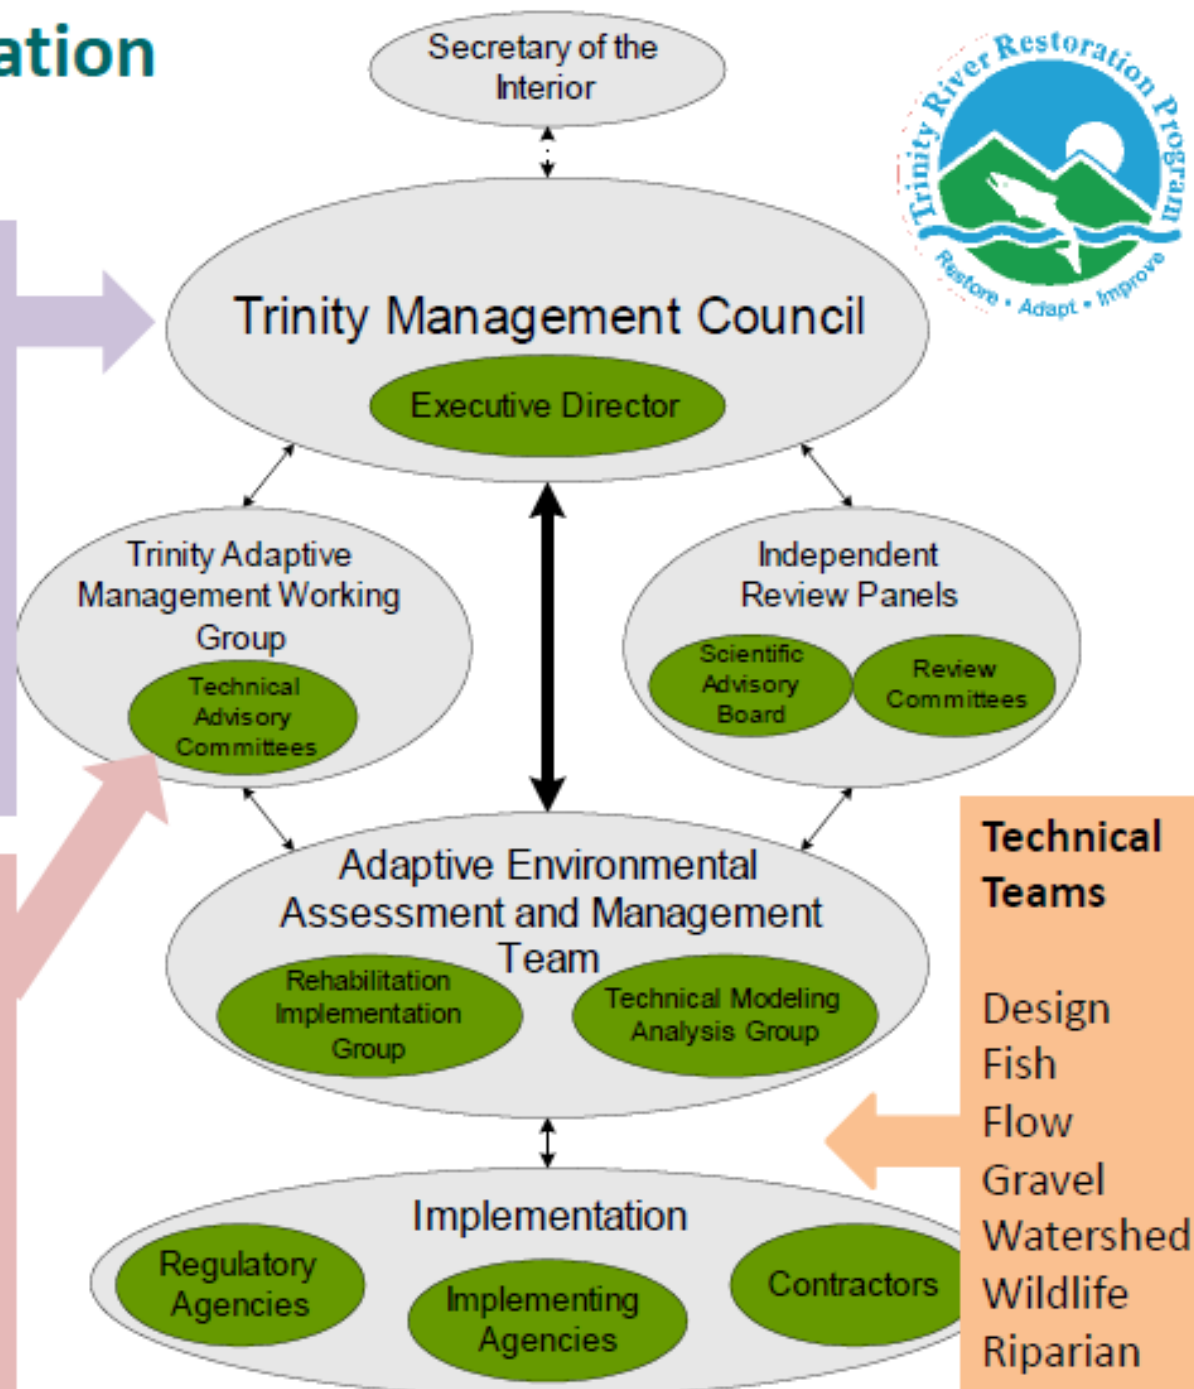 ation
Secretary of the
Interior
Trinity River Restoration Program
Restore • Adapt • Improve
Trinity Management Council
Executive Director
Trinity Adaptive
Management Working
Group
Technical
Advisory
Committees
Independent
Review Panels
Scientific
Advisory
Board
Review
Committees
Adaptive Environmental
Assessment and Management
Team
Rehabilitation
Implementation
Group
Technical Modeling
Analysis Group
Technical
Teams
Design
Fish
Flow
Gravel
Watershed
Wildlife
Riparian
Implementation
Regulatory
Agencies
Implementing
Agencies
Contractors